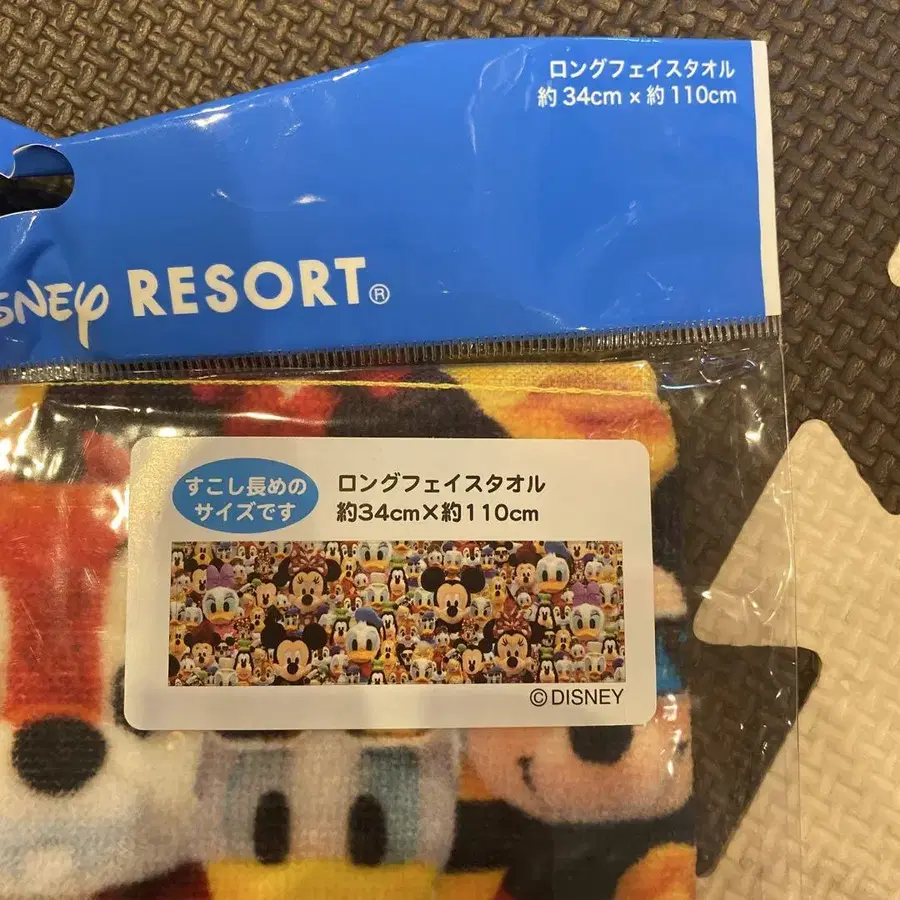 ロングフェイスタオル
約34cm×約110cm
RESORT®
すこし長めの
サイズです
ロングフェイスタオル
約34cm×約110cm
©DISNEY